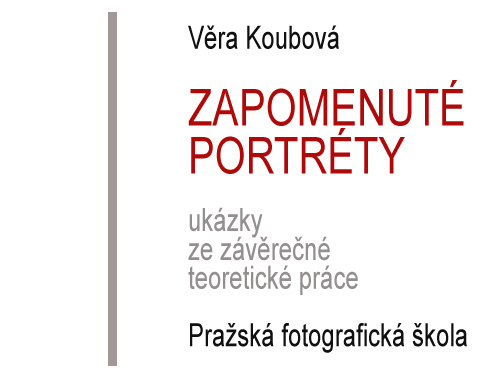 Věra Koubová
ZAPOMENUTÉ
PORTRÉTY
ukázky
ze závěrečné
teoretické práce
Pražská fotografická škola